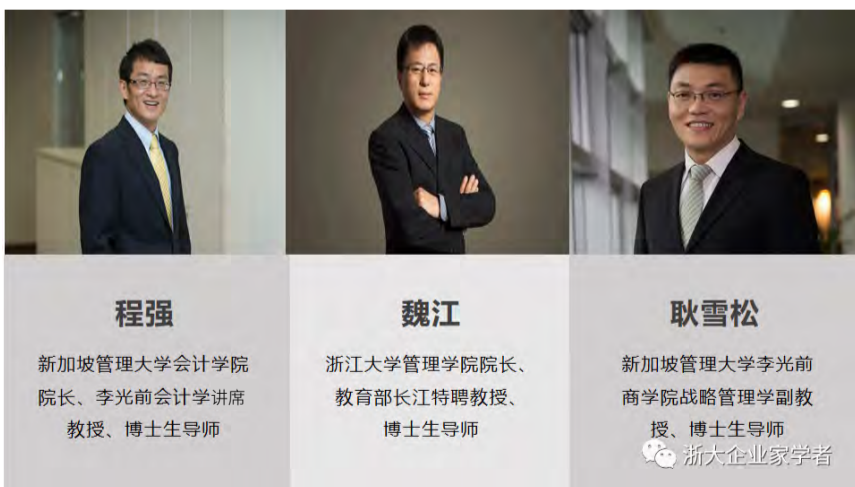 程强
新加坡管理大学会计学院
院长、李光前会计学讲席
教授、博士生导师
魏江
浙江大学管理学院院长、
教育部长江特聘教授、
博士生导师
耿雪松
新加坡管理大学李光前
商学院战略管理学副教
授、博士生导师
浙大企业家学者